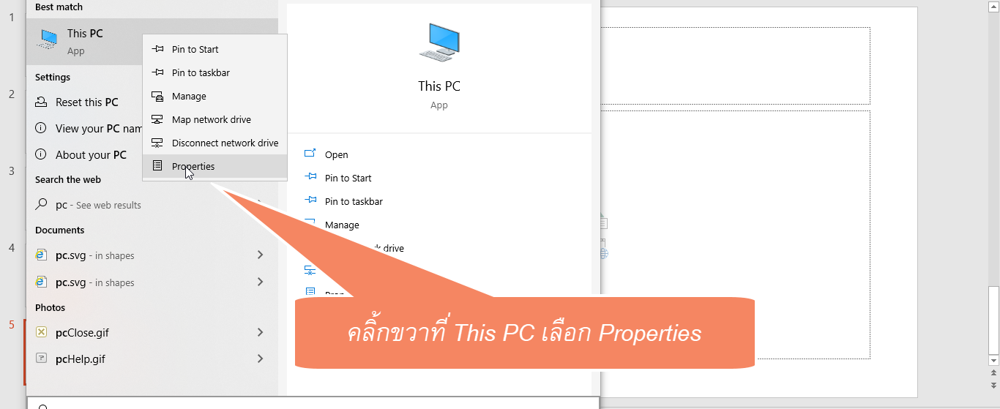 1
2
3
4
5
Best match
This PC
App
Settings
Reset this PC
View your PC nam
About your PC
Search the web
pc - See web results
Documents
pc.svg - in shapes
pc.svg - in shapes
Photos
pcClose.gif
pcHelp.gif
Pin to Start
Pin to taskbar
Manage
Map network drive
Disconnect network drive
Properties
This PC
App
Open
Pin to Start
Pin to taskbar
Manage
drive
คลิ้กขวาที่ This PC เลือก Properties